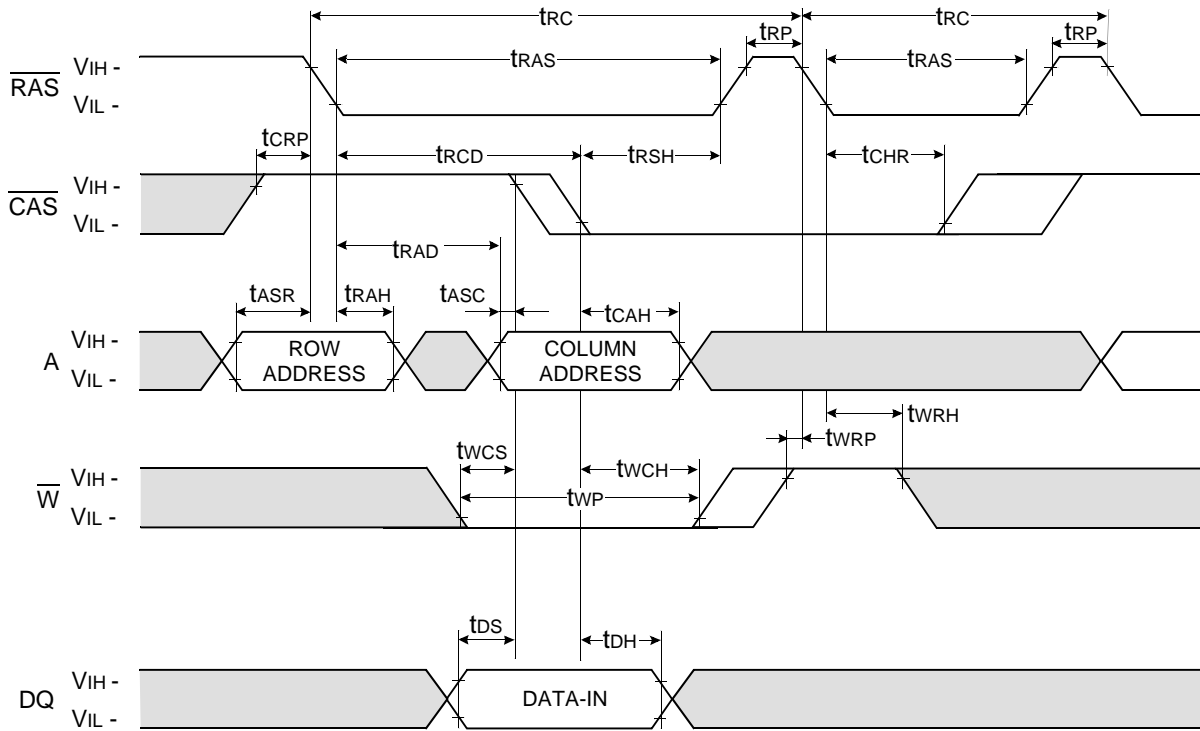 tRC tRC
tRP tRP
RAS VIH - tRAS tRAS
VIL -
tCRP tRCD tRSH tCHR
CAS VIH -
VIL -
tRAD
tASR tRAH tASC tCAH
A VIH - ROW COLUMN
VIL - ADDRESS ADDRESS
tWRH
tWRP
tWCS tWCH
W VIH - tWP
VIL -
tDS tDH
DQ VIH - DATA-IN
VIL -